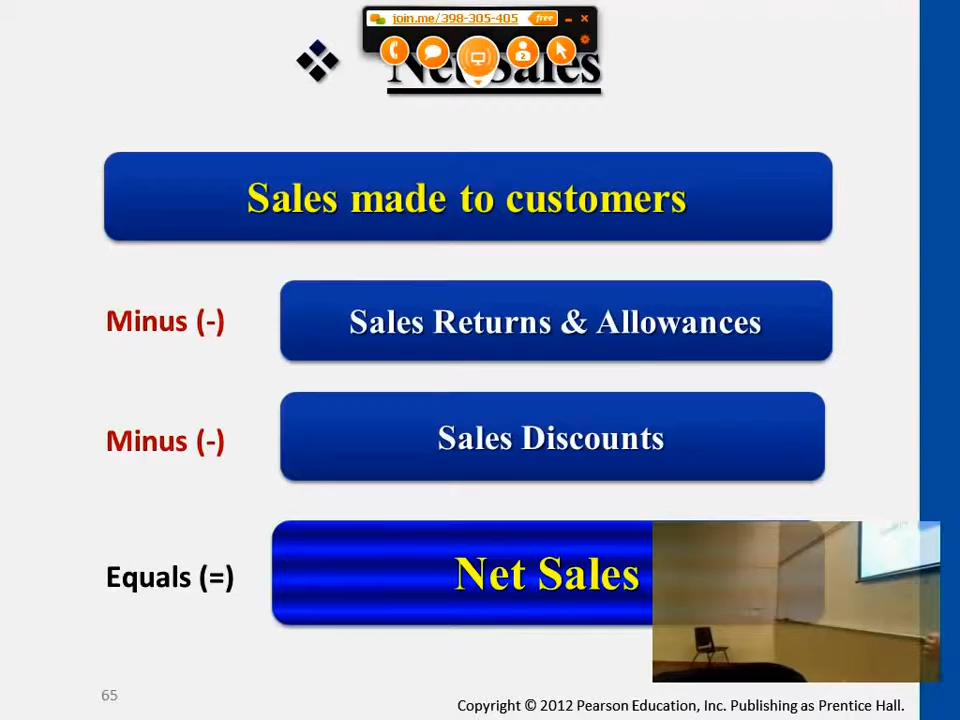 join.me/398-305-405 free
2
Net Sales
Sales made to customers
Minus (-) Sales Returns & Allowances
Minus (-) Sales Discounts
Equals (=) Net Sales
65
Copyright © 2012 Pearson Education, Inc. Publishing as Prentice Hall.